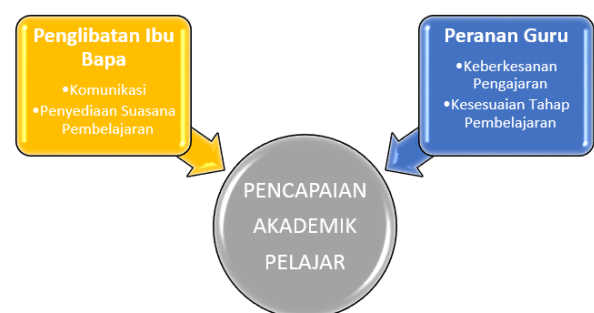 Penglibatan Ibu
Bapa
•Komunikasi
•Penyediaan Suasana
Pembelajaran
Peranan Guru
•Keberkesanan
Pengajaran
•Kesesuaian Tahap
Pembelajaran
PENCAPAIAN
AKADEMIK
PELAJAR